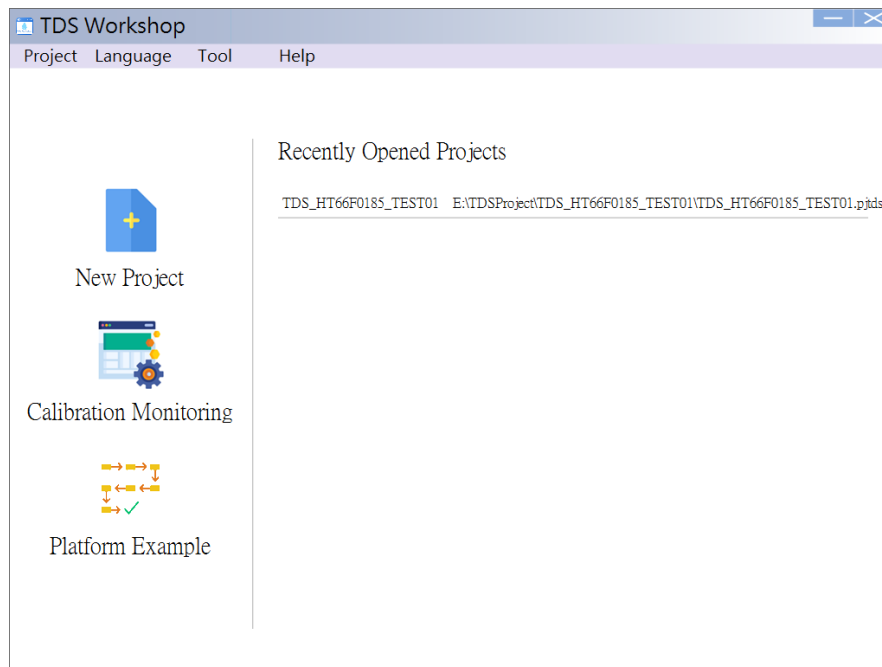 TDS Workshop
Project Language Tool Help
Recently Opened Projects
TDS_HT66F0185_TEST01 E:\TDSProject\TDS_HT66F0185_TEST01\TDS_HT66F0185_TEST01.pjtds
New Project
Calibration Monitoring
Platform Example